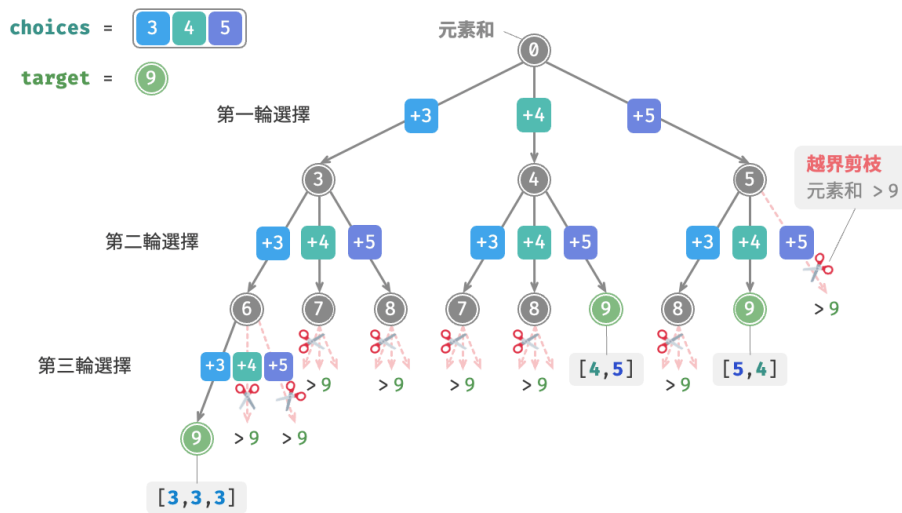 choices = 3 4 5
target = 9
元素和
0
第一輪選擇
+3 +4 +5
越界剪枝
元素和 > 9
3 4 5
第二輪選擇
+3 +4 +5 +3 +4 +5 +3 +4 +5
6 7 8 7 8 9 8 9
> 9
第三輪選擇
+3 +4 +5
> 9 > 9 > 9 > 9 > 9
[4,5] [5,4]
9
> 9 > 9
[3,3,3]